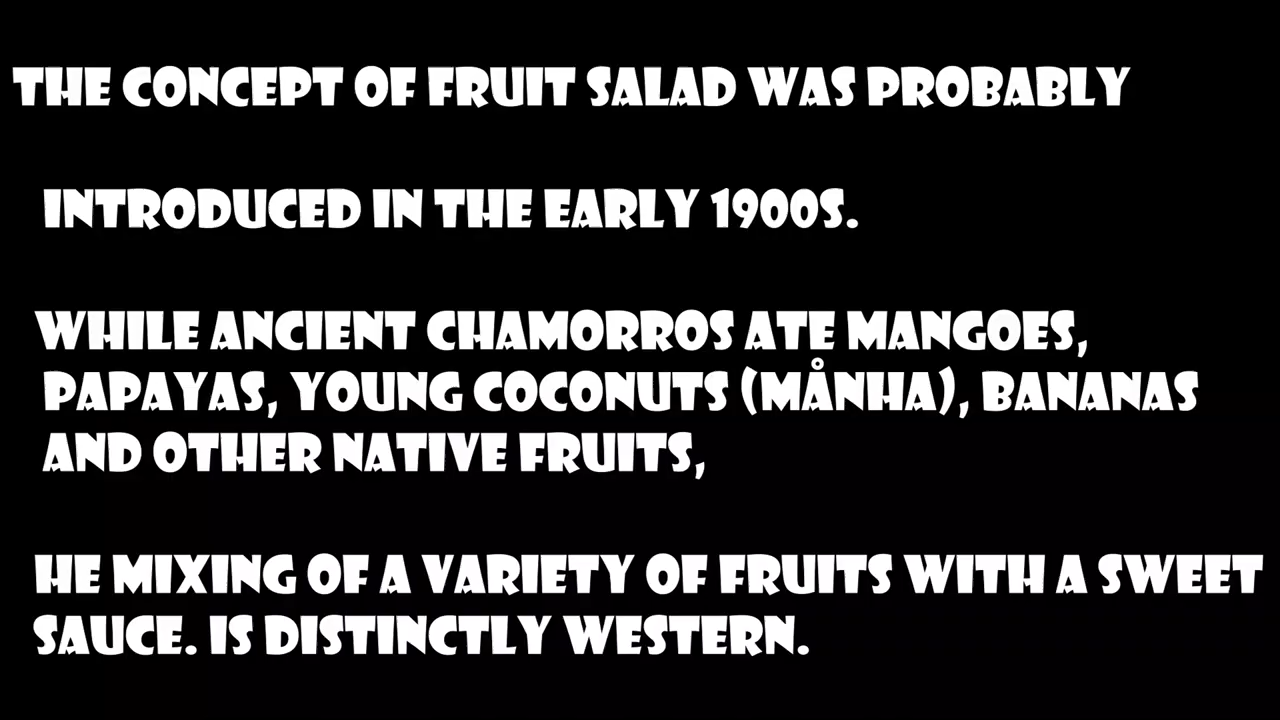 THE CONCEPT OF FRUIT SALAD WAS PROBABLY
INTRODUCED IN THE EARLY 1900S.
WHILE ANCIENT CHAMORROS ATE MANGOES,
PAPAYAS, YOUNG COCONUTS (MÅNHA), BANANAS
AND OTHER NATIVE FRUITS,
HE MIXING OF A VARIETY OF FRUITS WITH A SWEET
SAUCE. IS DISTINCTLY WESTERN.